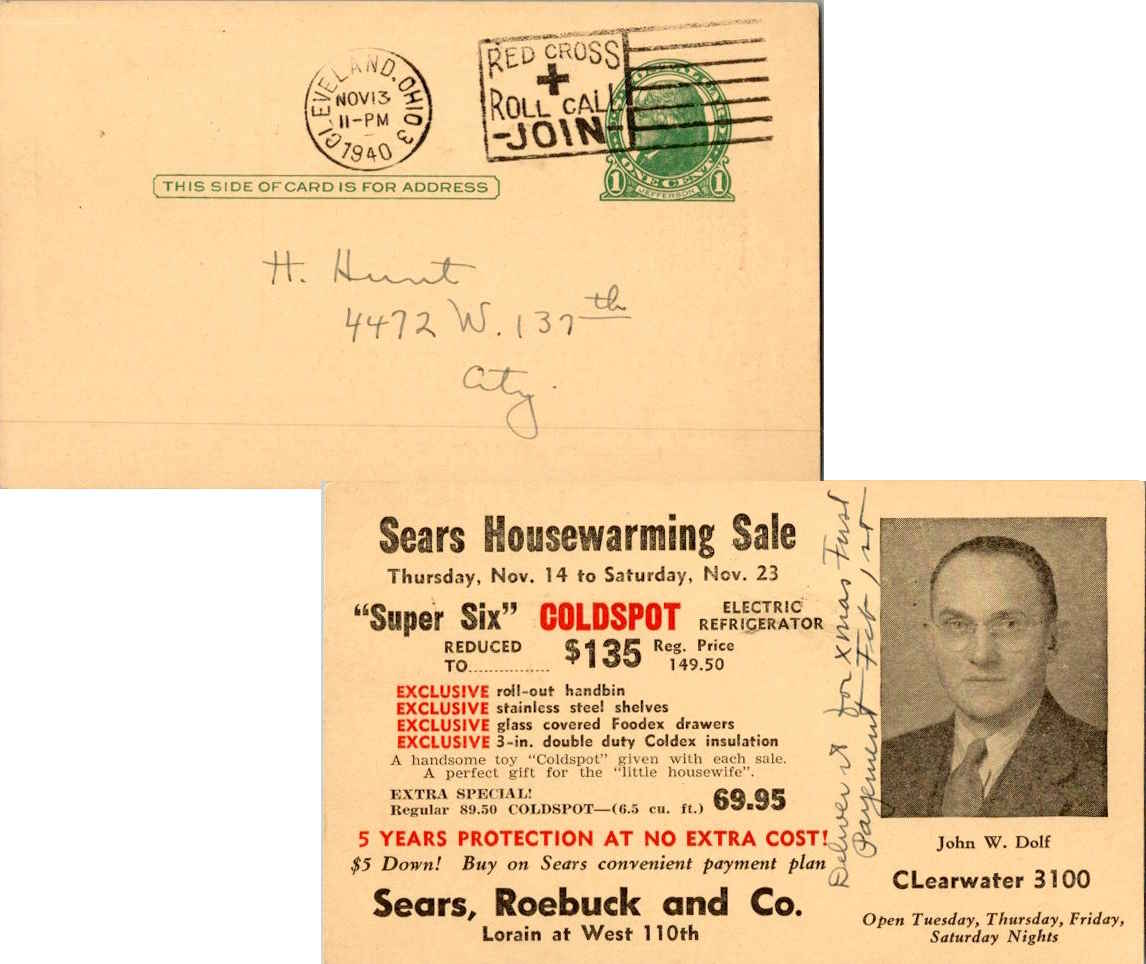 CLEVELAND, OHIO 3
NOV 13
11-PM
1940
RED CROSS
ROLL CALL
-JOIN-
THIS SIDE OF CARD IS FOR ADDRESS
1 ONE CENT 1
JEFFERSON
H. Hunt
4472 W. 137th
City.
Sears Housewarming Sale
Thursday, Nov. 14 to Saturday, Nov. 23
"Super Six" COLDSPOT ELECTRIC
REFRIGERATOR
REDUCED
TO............... $135 Reg. Price
149.50
EXCLUSIVE roll-out handbin
EXCLUSIVE stainless steel shelves
EXCLUSIVE glass covered Foodex drawers
EXCLUSIVE 3-in. double duty Coldex insulation
A handsome toy "Coldspot" given with each sale.
A perfect gift for the "little housewife".
EXTRA SPECIAL!
Regular 89.50 COLDSPOT—(6.5 cu. ft.) 69.95
5 YEARS PROTECTION AT NO EXTRA COST!
$5 Down! Buy on Sears convenient payment plan
Sears, Roebuck and Co.
Lorain at West 110th
Deliver it for Xmas First
Payement Feb 1st
John W. Dolf
CLearwater 3100
Open Tuesday, Thursday, Friday,
Saturday Nights